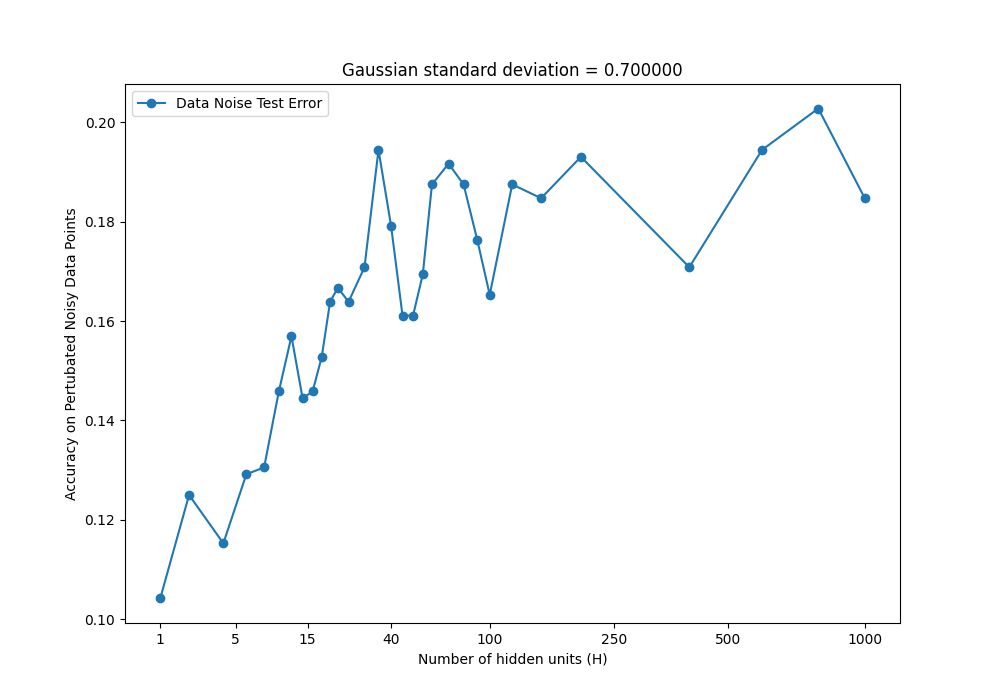 Gaussian standard deviation = 0.700000
Data Noise Test Error
Accuracy on Pertubated Noisy Data Points
0.20
0.18
0.16
0.14
0.12
0.10
1 5 15 40 100 250 500 1000
Number of hidden units (H)